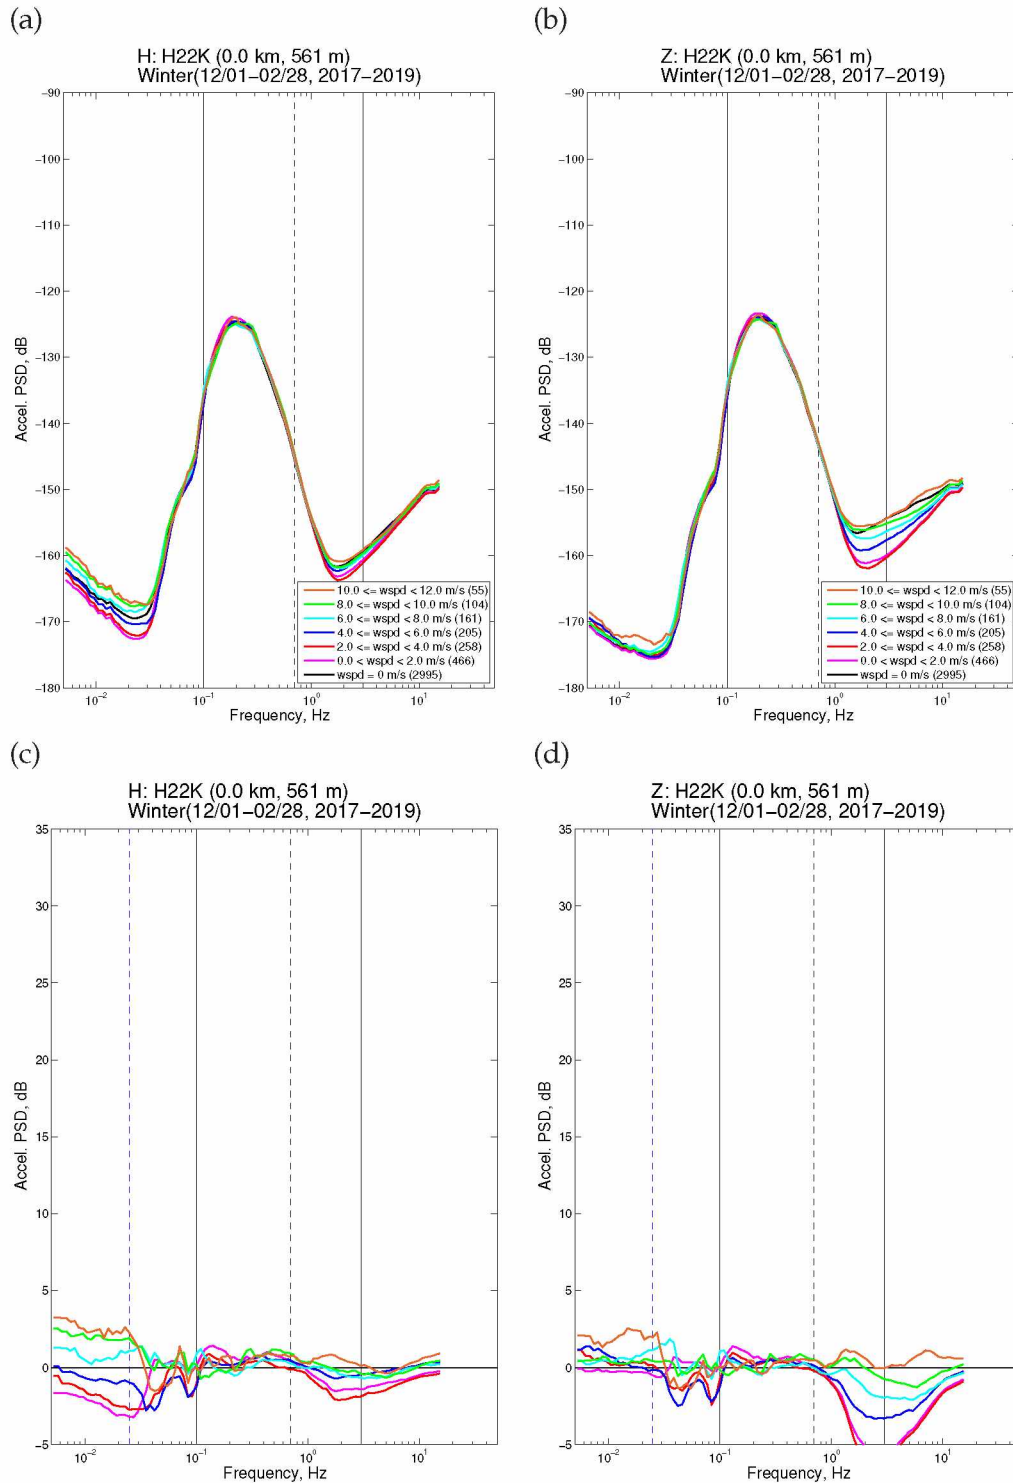 (a)
H: H22K (0.0 km, 561 m)
Winter(12/01−02/28, 2017−2019)
−90
−100
−110
−120
−130
−140
−150
−160
−170
−180
Accel. PSD, dB
10.0 <= wspd < 12.0 m/s (55)
8.0 <= wspd < 10.0 m/s (104)
6.0 <= wspd < 8.0 m/s (161)
4.0 <= wspd < 6.0 m/s (205)
2.0 <= wspd < 4.0 m/s (258)
0.0 < wspd < 2.0 m/s (466)
wspd = 0 m/s (2995)
10−2 10−1 100 101
Frequency, Hz
(b)
Z: H22K (0.0 km, 561 m)
Winter(12/01−02/28, 2017−2019)
−90
−100
−110
−120
−130
−140
−150
−160
−170
−180
Accel. PSD, dB
10.0 <= wspd < 12.0 m/s (55)
8.0 <= wspd < 10.0 m/s (104)
6.0 <= wspd < 8.0 m/s (161)
4.0 <= wspd < 6.0 m/s (205)
2.0 <= wspd < 4.0 m/s (258)
0.0 < wspd < 2.0 m/s (466)
wspd = 0 m/s (2995)
10−2 10−1 100 101
Frequency, Hz
(c)
H: H22K (0.0 km, 561 m)
Winter(12/01−02/28, 2017−2019)
35
30
25
20
15
10
5
0
−5
Accel. PSD, dB
10−2 10−1 100 101
Frequency, Hz
(d)
Z: H22K (0.0 km, 561 m)
Winter(12/01−02/28, 2017−2019)
35
30
25
20
15
10
5
0
−5
Accel. PSD, dB
10−2 10−1 100 101
Frequency, Hz